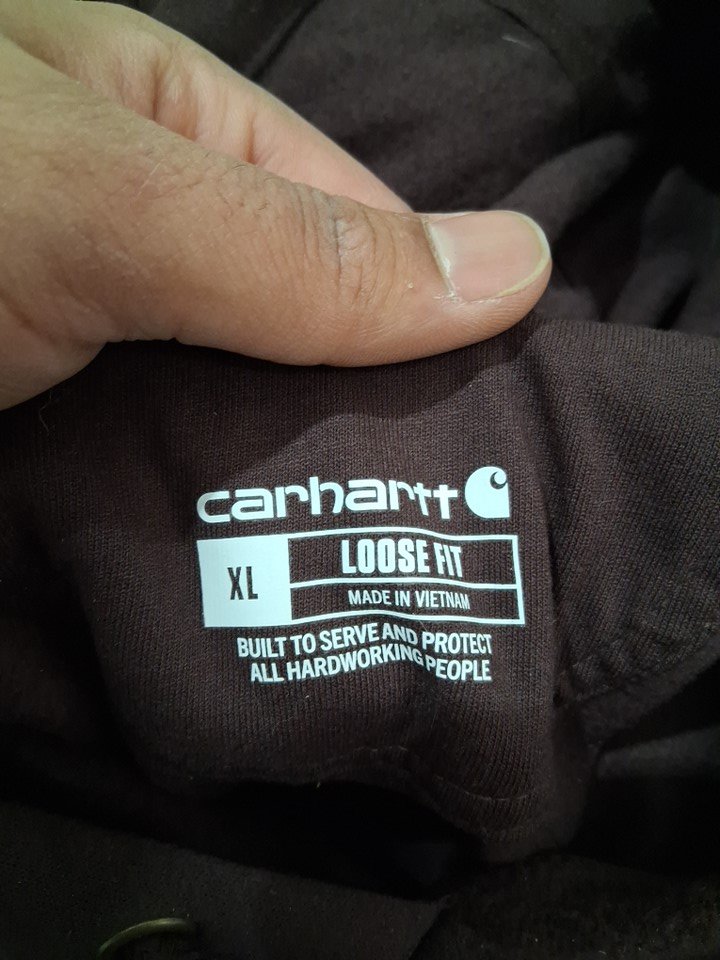 carhartt
XL
LOOSE FIT
MADE IN VIETNAM
BUILT TO SERVE AND PROTECT
ALL HARDWORKING PEOPLE